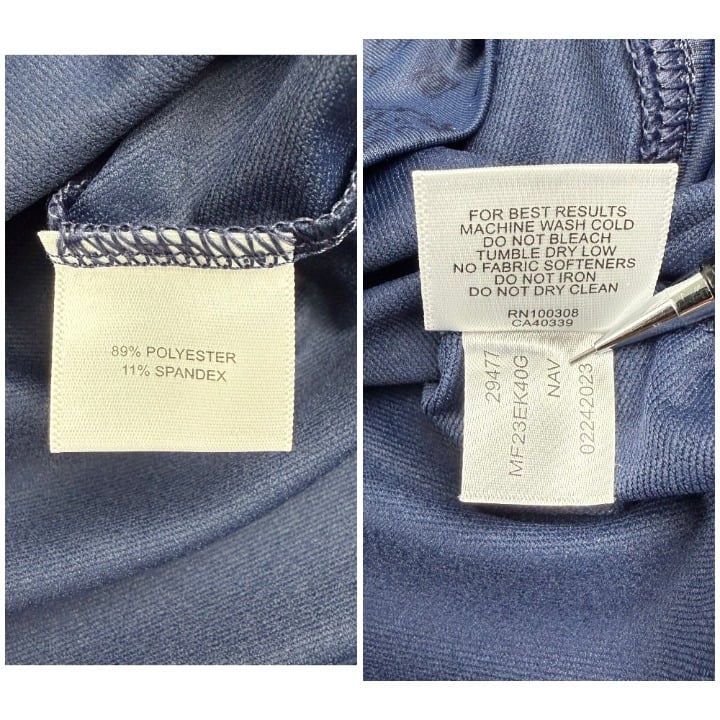 89% POLYESTER
11% SPANDEX
FOR BEST RESULTS
MACHINE WASH COLD
DO NOT BLEACH
TUMBLE DRY LOW
NO FABRIC SOFTENERS
DO NOT IRON
DO NOT DRY CLEAN
RN100308
CA40339
29477
MF23EK40G
NAV
02242023